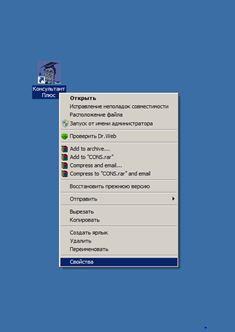 Консультант
Плюс
Открыть
Исправление неполадок совместимости
Расположение файла
Запуск от имени администратора
Проверить Dr.Web
Add to archive...
Add to "CONS.rar"
Compress and email...
Compress to "CONS.rar" and email
Восстановить прежнюю версию
Отправить
Вырезать
Копировать
Создать ярлык
Удалить
Переименовать
Свойства